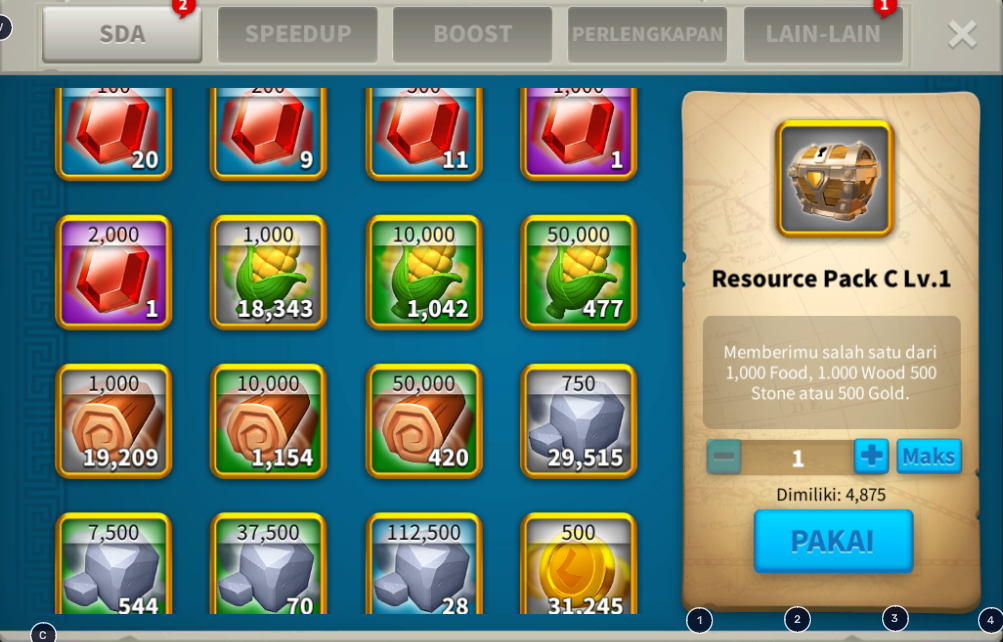 2
1
V
SDA
SPEEDUP
BOOST
PERLENGKAPAN
LAIN-LAIN
100
200
500
1,000
20
9
11
1
2,000
1,000
10,000
50,000
1
18,343
1,042
477
1,000
10,000
50,000
750
19,209
1,154
420
29,515
7,500
37,500
112,500
500
544
70
28
31,245
Resource Pack C Lv.1
Memberimu salah satu dari
1,000 Food, 1.000 Wood 500
Stone atau 500 Gold.
1
Maks
Dimiliki: 4,875
PAKAI
C
1
2
3
4